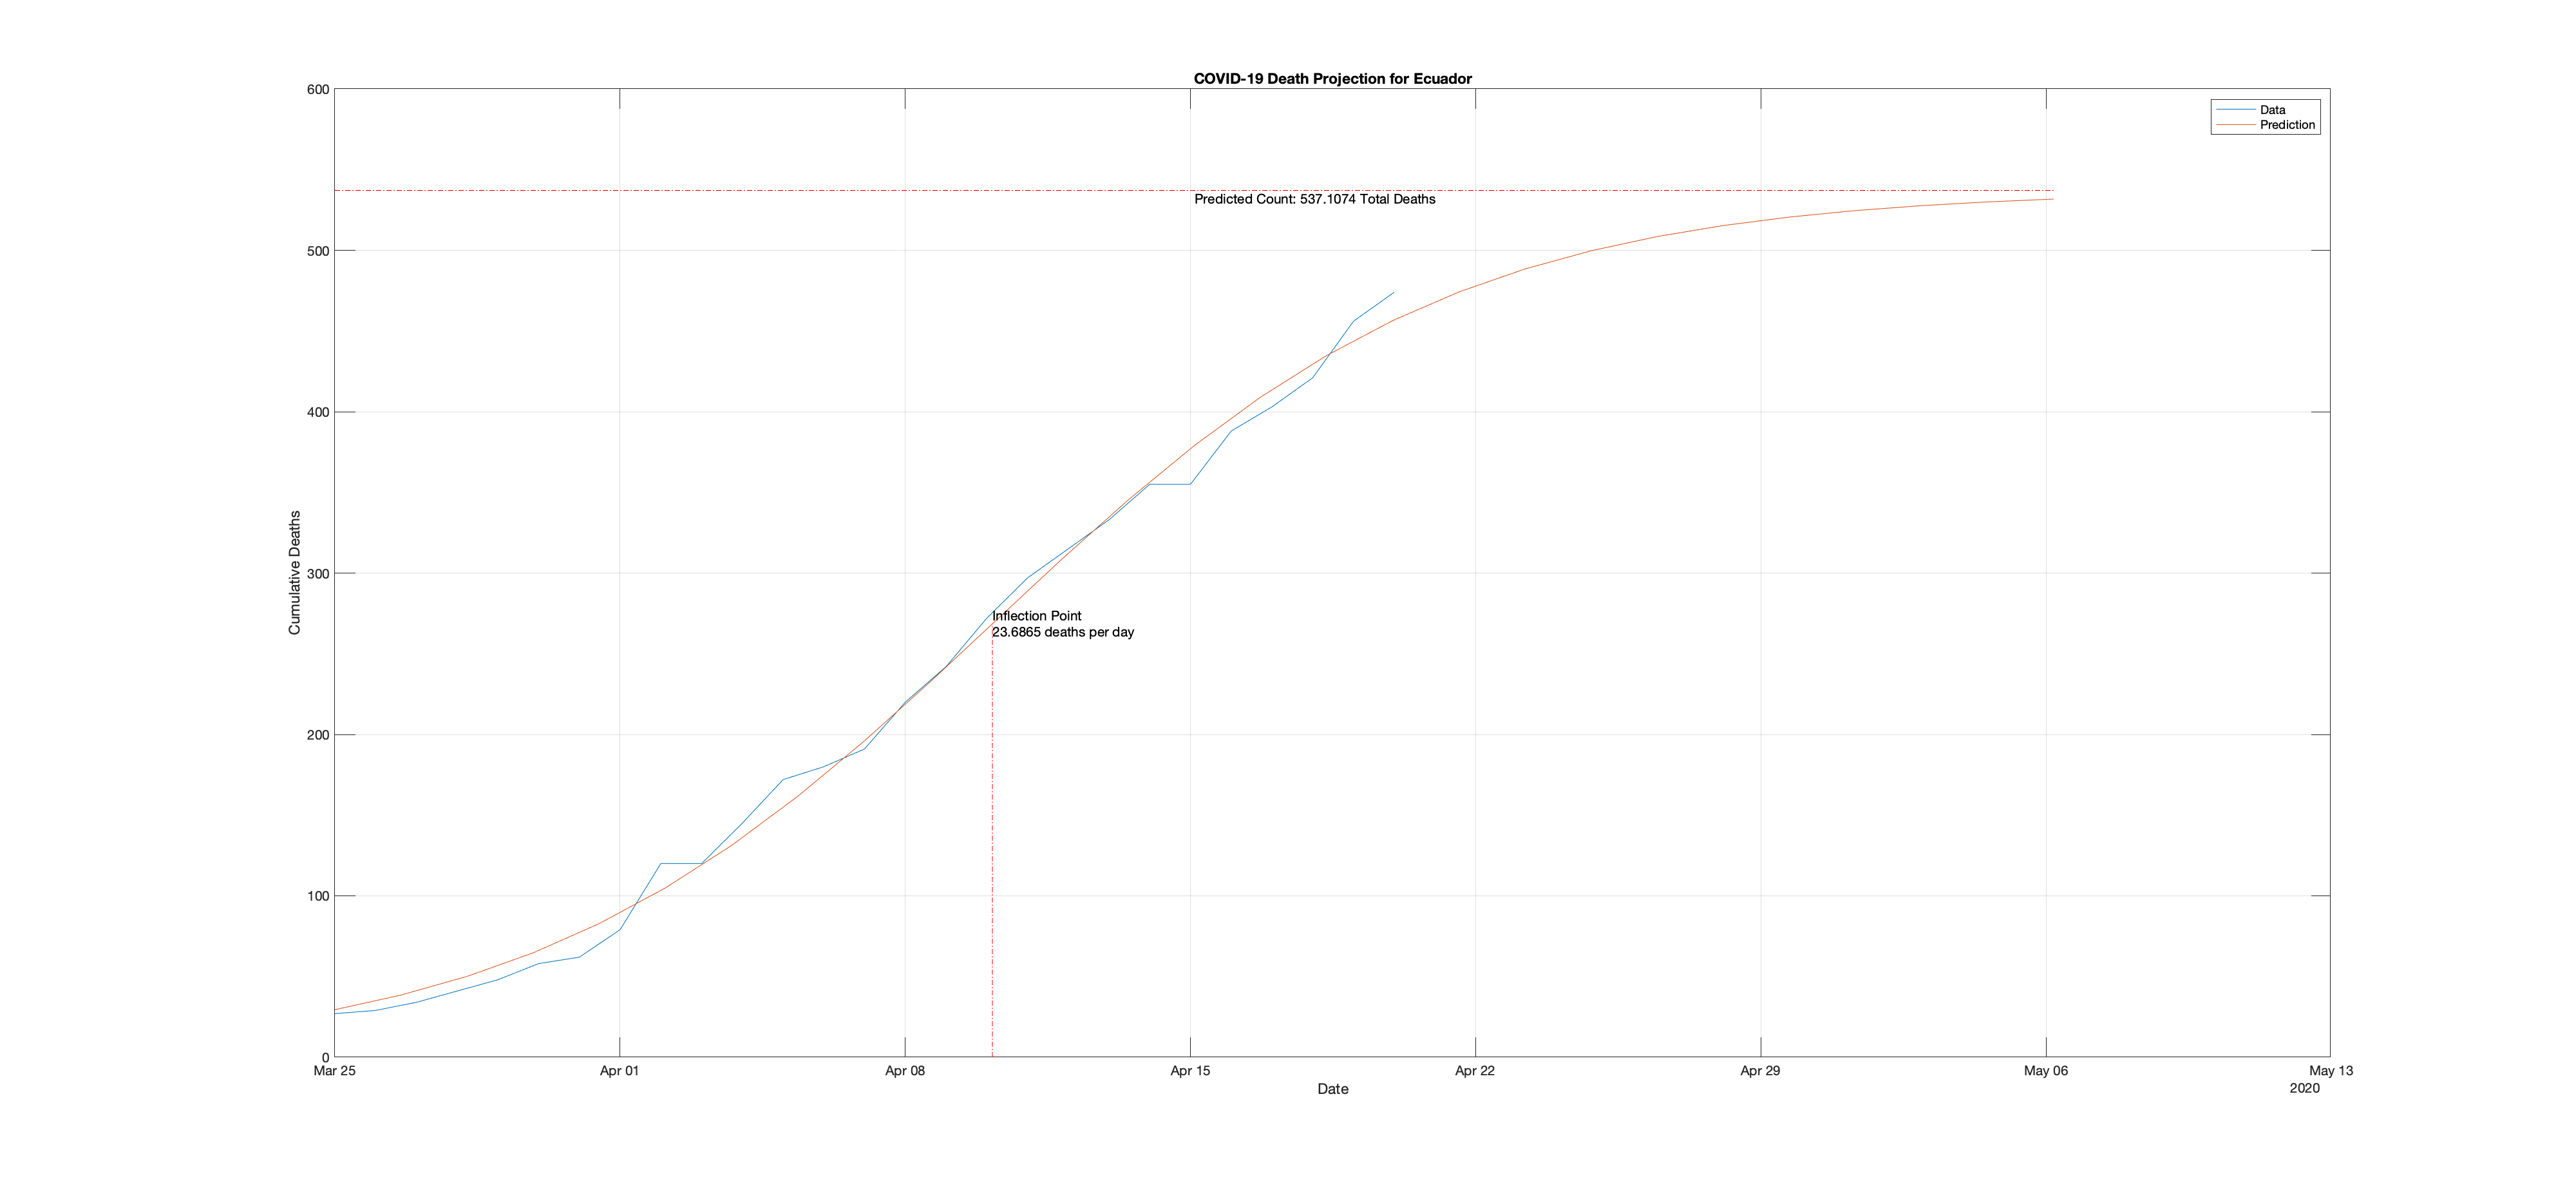 COVID-19 Death Projection for Ecuador
600
500
400
300
200
100
0
Cumulative Deaths
Data
Prediction
Predicted Count: 537.1074 Total Deaths
Inflection Point
23.6865 deaths per day
Mar 25
Apr 01
Apr 08
Apr 15
Apr 22
Apr 29
May 06
May 13
2020
Date